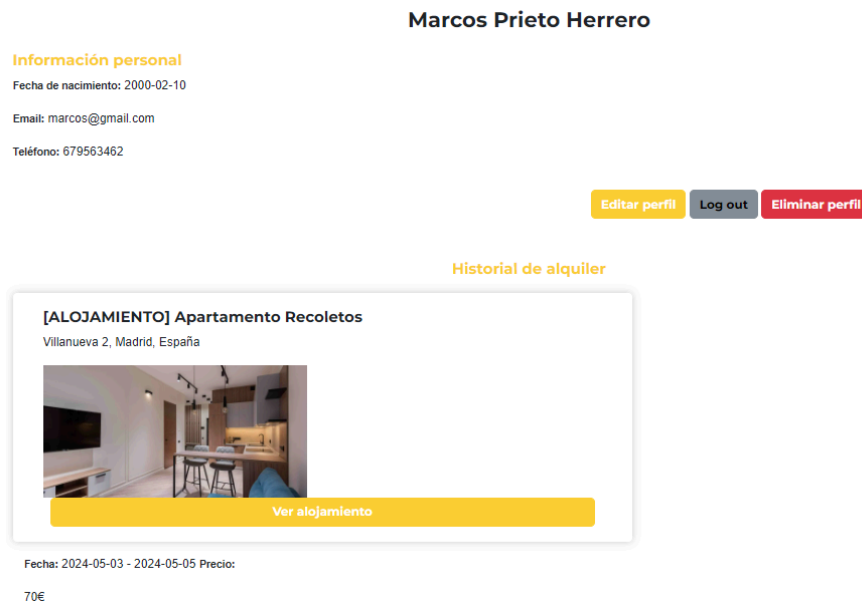 Marcos Prieto Herrero
Información personal
Fecha de nacimiento: 2000-02-10
Email: marcos@gmail.com
Teléfono: 679563462
Editar perfil Log out Eliminar perfil
Historial de alquiler
[ALOJAMIENTO] Apartamento Recoletos
Villanueva 2, Madrid, España
Ver alojamiento
Fecha: 2024-05-03 - 2024-05-05 Precio:
70€